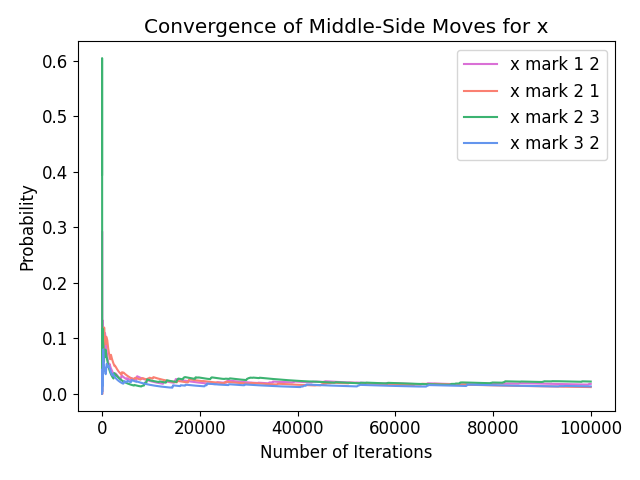 Convergence of Middle-Side Moves for x
x mark 1 2
x mark 2 1
x mark 2 3
x mark 3 2
Probability
0.6
0.5
0.4
0.3
0.2
0.1
0.0
0 20000 40000 60000 80000 100000
Number of Iterations